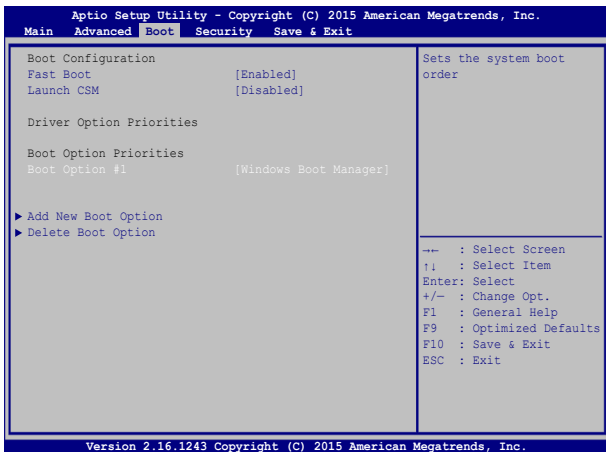 Aptio Setup Utility - Copyright (C) 2015 American Megatrends, Inc.
Main Advanced Boot Security Save & Exit
Boot Configuration
Fast Boot [Enabled]
Launch CSM [Disabled]
Driver Option Priorities
Boot Option Priorities
Boot Option #1 [Windows Boot Manager]
▶ Add New Boot Option
▶ Delete Boot Option
Sets the system boot
order
→← : Select Screen
↑↓ : Select Item
Enter: Select
+/— : Change Opt.
F1 : General Help
F9 : Optimized Defaults
F10 : Save & Exit
ESC : Exit
Version 2.16.1243 Copyright (C) 2015 American Megatrends, Inc.